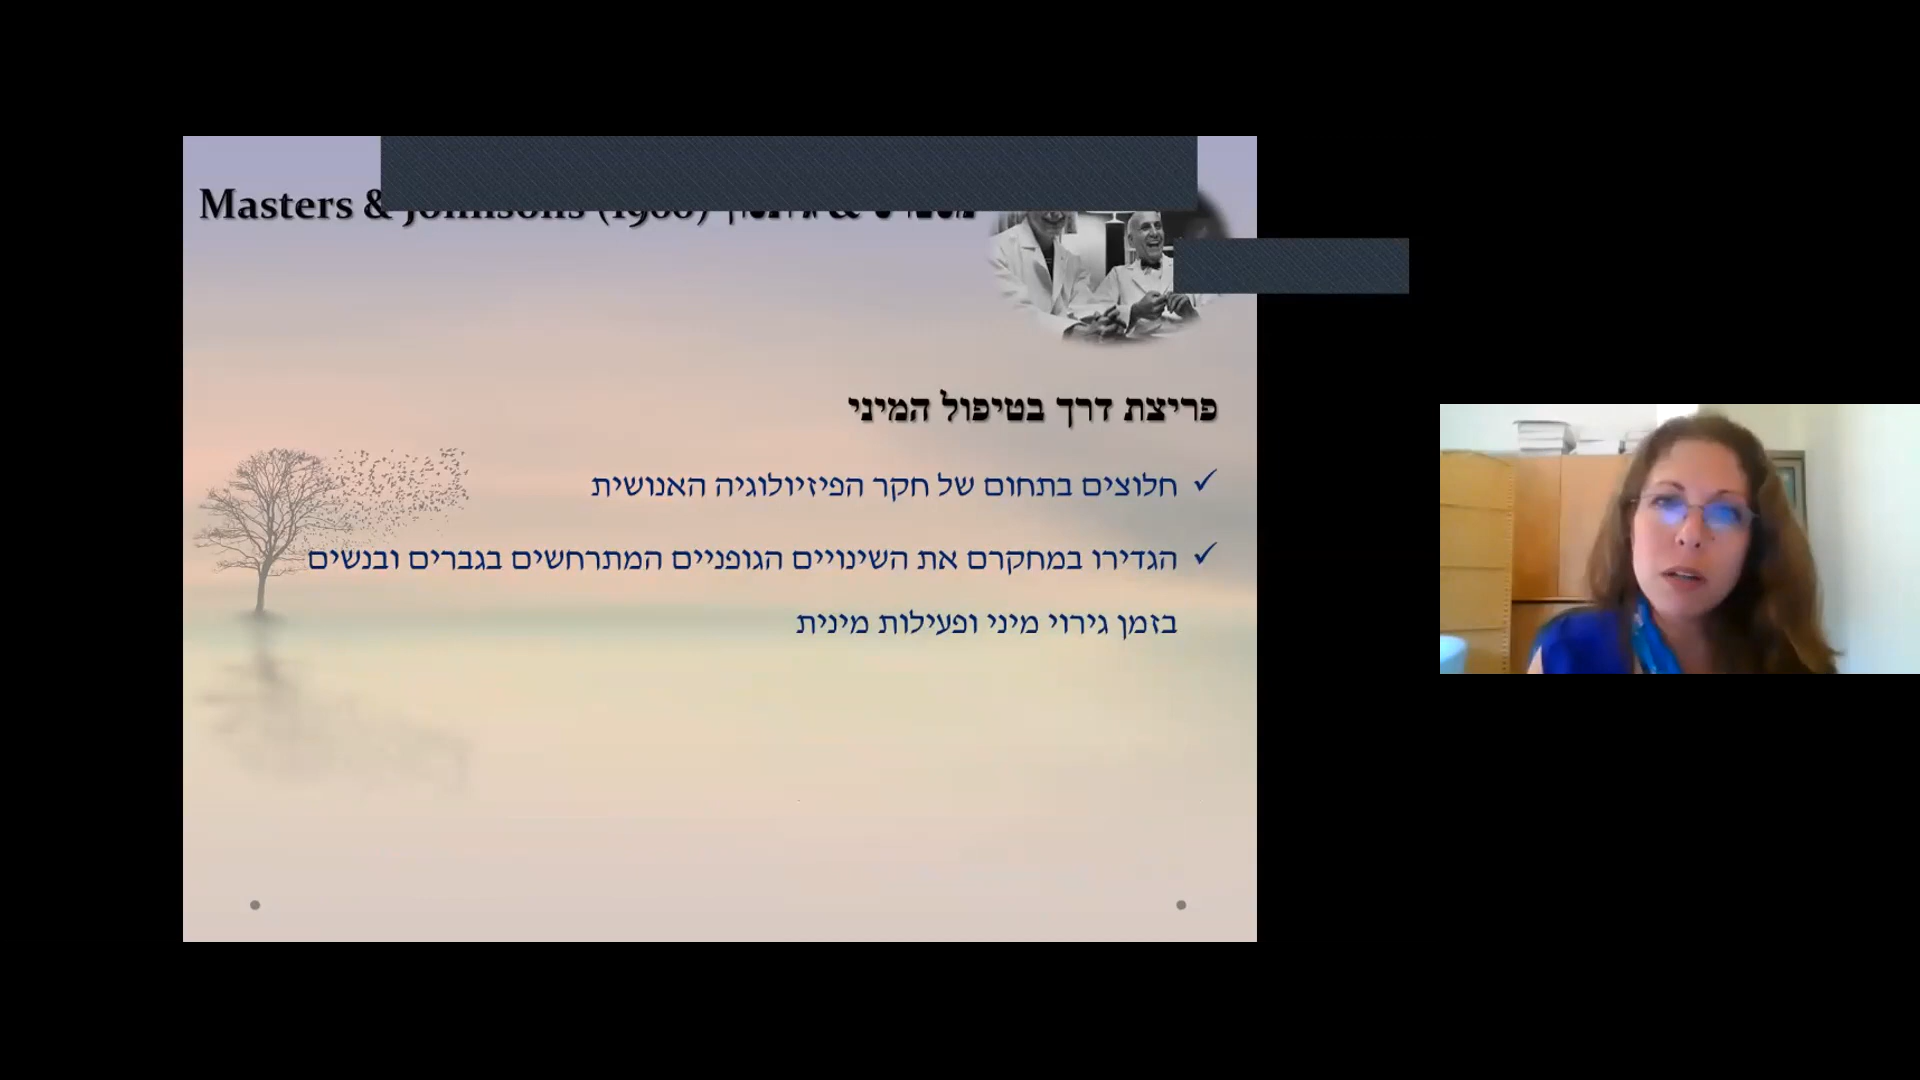 Masters &
פריצת דרך בטיפול המיני
חלוצים בתחום של חקר הפיזיולוגיה האנושית
הגדירו במחקרם את השינויים הגופניים המתרחשים בגברים ובנשים
בזמן גירוי מיני ופעילות מינית